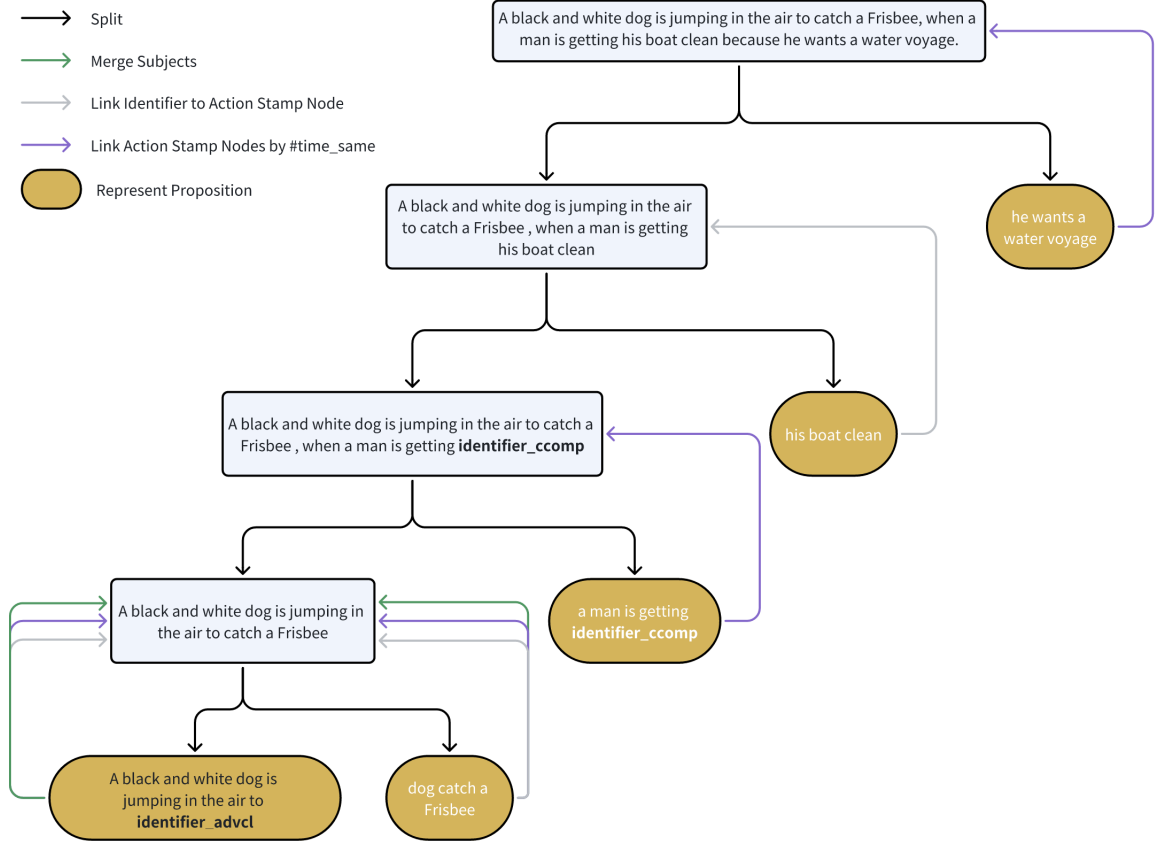 Split
Merge Subjects
Link Identifier to Action Stamp Node
Link Action Stamp Nodes by #time_same
Represent Proposition
A black and white dog is jumping in the air to catch a Frisbee, when a
man is getting his boat clean because he wants a water voyage.
A black and white dog is jumping in the air
to catch a Frisbee , when a man is getting
his boat clean
he wants a
water voyage
A black and white dog is jumping in the air to catch a
Frisbee , when a man is getting identifier_ccomp
his boat clean
A black and white dog is jumping in
the air to catch a Frisbee
a man is getting
identifier_ccomp
A black and white dog is
jumping in the air to
identifier_advcl
dog catch a
Frisbee